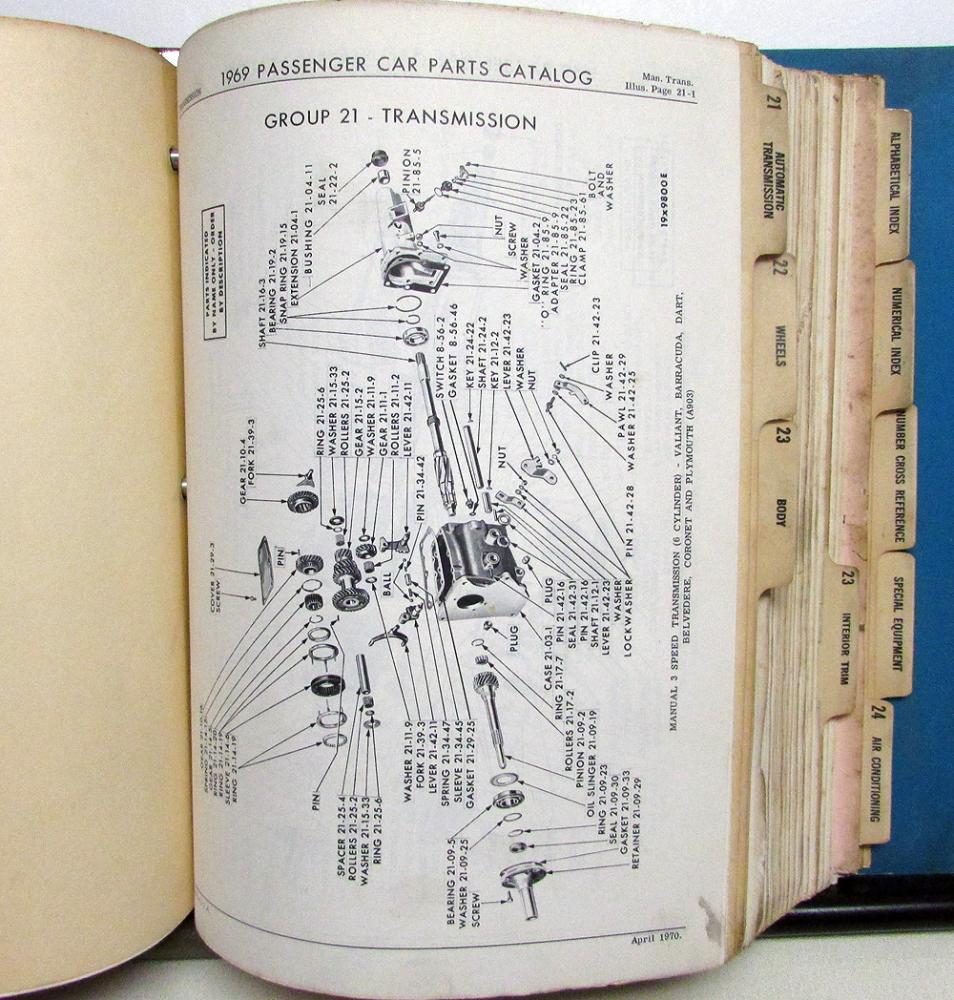 1969 PASSENGER CAR PARTS CATALOG
Man. Trans.
Illus. Page 21-1
GROUP 21 - TRANSMISSION
PARTS INDICATED
BY NAME ONLY - ORDER
BY DESCRIPTION
SHAFT 21-16-3
BEARING 21-19-2
SNAP RING 21-19-15
EXTENSION 21-04-1
BUSHING 21-04-11
SEAL
21-22-2
PINION
21-85-5
BOLT
AND
WASHER
NUT
SCREW
WASHER
GASKET 21-04-2
"O" RING 21-85-9
ADAPTER 21-85-9
SEAL 21-85-22
RING 21-85-23
CLAMP 21-85-61
19x9800E
GEAR 21-10-4
FORK 21-39-3
RING 21-25-6
WASHER 21-15-33
ROLLERS 21-25-2
GEAR 21-15-2
WASHER 21-11-9
GEAR 21-11-1
ROLLERS 21-11-2
LEVER 21-42-11
PIN 21-34-42
SWITCH 8-56-2
GASKET 8-56-46
KEY 21-24-22
SHAFT 21-24-2
KEY 21-12-2
LEVER 21-42-23
WASHER
NUT
CLIP 21-42-23
WASHER
PAWL 21-42-29
WASHER 21-42-25
NUT
PIN 21-42-28
COVER 21-29-3
SCREW
PIN
BALL
PLUG
CASE 21-03-1
RING 21-17-7
PLUG
PIN 21-42-16
SEAL 21-42-31
PIN 21-42-16
SHAFT 21-12-1
LEVER 21-42-23
WASHER
LOCKWASHER
RING 21-14-19
PIN
SPACER 21-25-4
ROLLERS 21-25-2
WASHER 21-15-33
RING 21-25-6
WASHER 21-11-9
FORK 21-39-3
LEVER 21-42-11
SPRING 21-34-47
SLEEVE 21-34-45
GASKET 21-29-25
ROLLERS 21-17-2
PINION 21-09-2
OIL SLINGER 21-09-19
RING 21-09-23
SEAL 21-09-30
GASKET 21-09-33
RETAINER 21-09-29
BEARING 21-09-5
WASHER 21-09-25
SCREW
MANUAL 3 SPEED TRANSMISSION (6 CYLINDER) - VALIANT, BARRACUDA, DART,
BELVEDERE, CORONET AND PLYMOUTH (A903)
April 1970.
21
AUTOMATIC
TRANSMISSION
22
WHEELS
23
BODY
23
INTERIOR TRIM
24
AIR CONDITIONING
ALPHABETICAL INDEX
NUMERICAL INDEX
NUMBER CROSS REFERENCE
SPECIAL EQUIPMENT